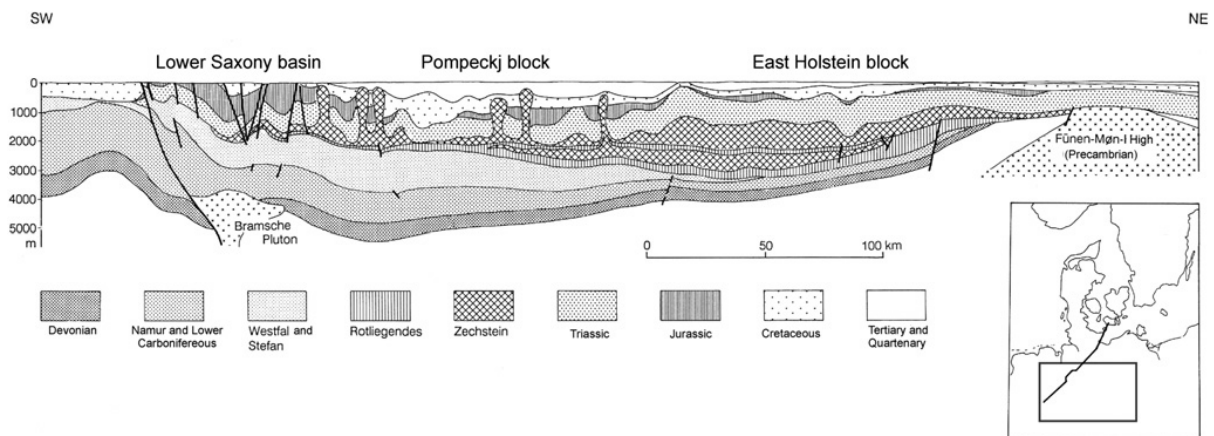 SW
NE
Lower Saxony basin
Pompeckj block
East Holstein block
0
1000
2000
3000
4000
5000
m
Fünen-Møn-I High
(Precambrian)
Bramsche
Pluton
0 50 100 km
Devonian
Namur and Lower
Carbonifereous
Westfal and
Stefan
Rotliegendes
Zechstein
Triassic
Jurassic
Cretaceous
Tertiary and
Quartenary